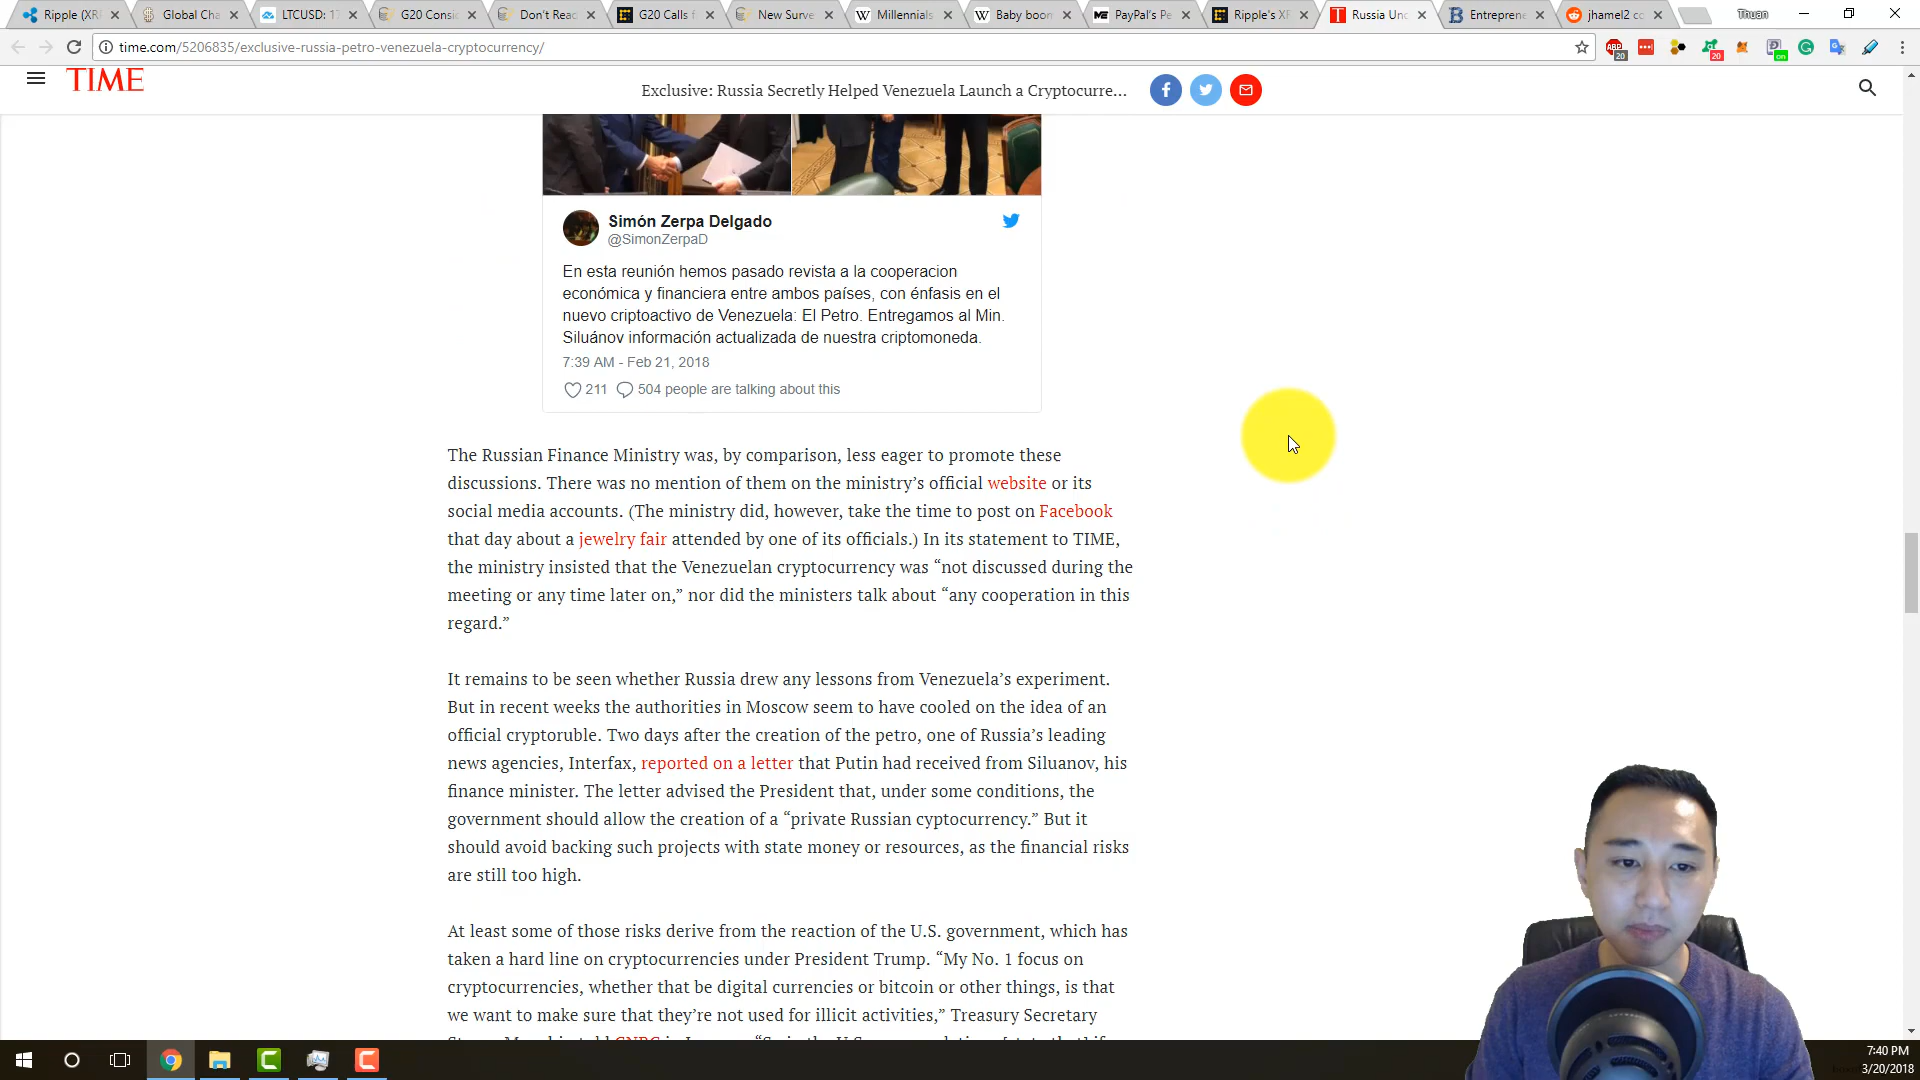 Ripple (XRP
Global Cha
LTCUSD: 17
G20 Consi
Don't Read
G20 Calls f
New Surve
Millennials
Baby boom
PayPal's Pe
Ripple's XR
Russia Und
Entreprene
jhamel2 co
Thuan
time.com/5206835/exclusive-russia-petro-venezuela-cryptocurrency/
TIME
Exclusive: Russia Secretly Helped Venezuela Launch a Cryptocurre...
Simón Zerpa Delgado
@SimonZerpaD
En esta reunión hemos pasado revista a la cooperacion
económica y financiera entre ambos países, con énfasis en el
nuevo criptoactivo de Venezuela: El Petro. Entregamos al Min.
Siluánov información actualizada de nuestra criptomoneda.
7:39 AM - Feb 21, 2018
211 504 people are talking about this
The Russian Finance Ministry was, by comparison, less eager to promote these
discussions. There was no mention of them on the ministry’s official website or its
social media accounts. (The ministry did, however, take the time to post on Facebook
that day about a jewelry fair attended by one of its officials.) In its statement to TIME,
the ministry insisted that the Venezuelan cryptocurrency was “not discussed during the
meeting or any time later on,” nor did the ministers talk about “any cooperation in this
regard.”
It remains to be seen whether Russia drew any lessons from Venezuela’s experiment.
But in recent weeks the authorities in Moscow seem to have cooled on the idea of an
official cryptoruble. Two days after the creation of the petro, one of Russia’s leading
news agencies, Interfax, reported on a letter that Putin had received from Siluanov, his
finance minister. The letter advised the President that, under some conditions, the
government should allow the creation of a “private Russian cyptocurrency.” But it
should avoid backing such projects with state money or resources, as the financial risks
are still too high.
At least some of those risks derive from the reaction of the U.S. government, which has
taken a hard line on cryptocurrencies under President Trump. “My No. 1 focus on
cryptocurrencies, whether that be digital currencies or bitcoin or other things, is that
we want to make sure that they’re not used for illicit activities,” Treasury Secretary
7:40 PM
3/20/2018